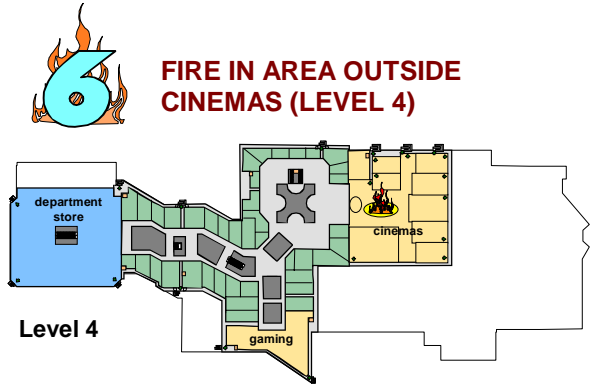 6
FIRE IN AREA OUTSIDE
CINEMAS (LEVEL 4)
department
store
cinemas
Level 4
gaming